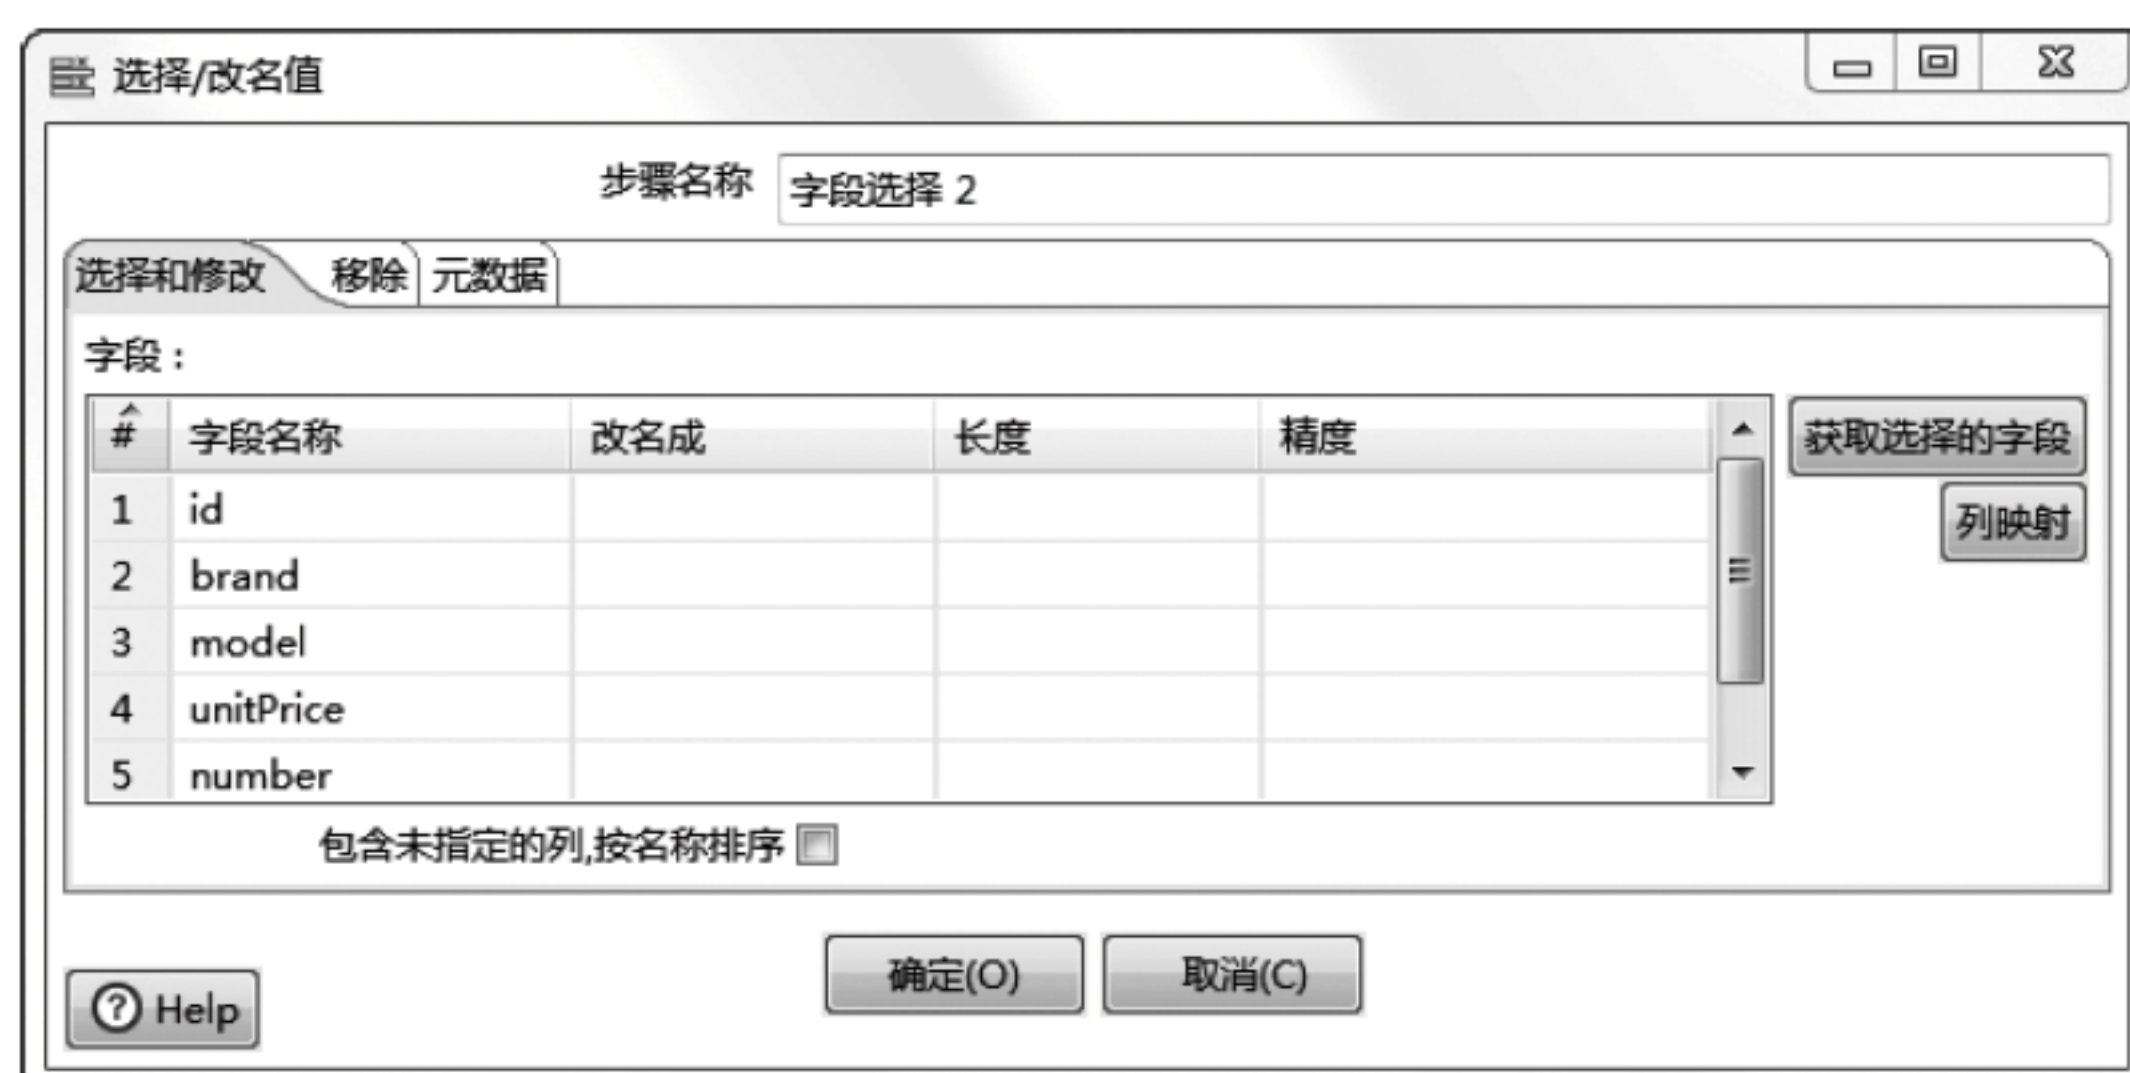 选择/改名值
步骤名称 字段选择 2
选择和修改 移除 元数据
字段：
# 字段名称 改名成 长度 精度 获取选择的字段
1 id 列映射
2 brand
3 model
4 unitPrice
5 number
包含未指定的列,按名称排序
确定(O) 取消(C)
? Help